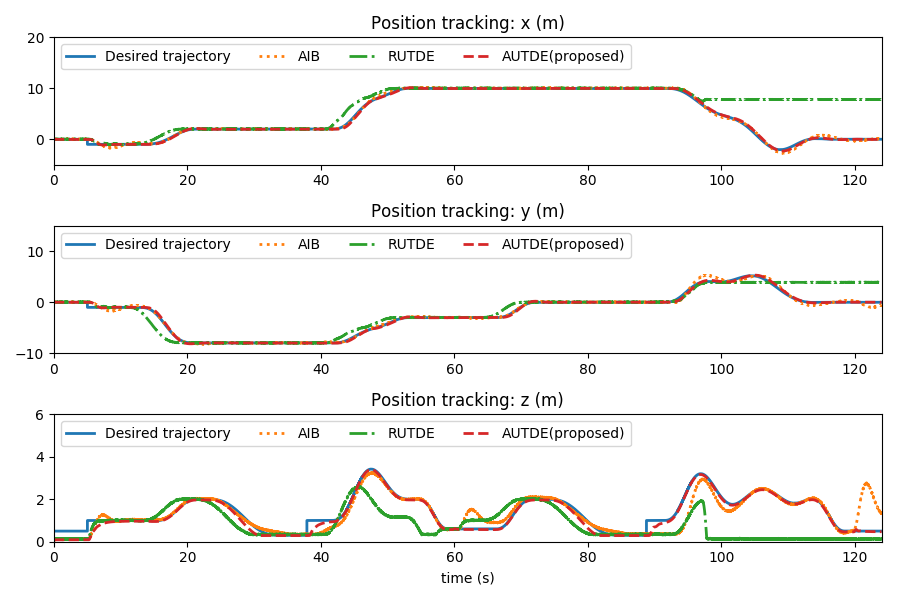 Position tracking: x (m)
20
Desired trajectory AIB RUTDE AUTDE(proposed)
10
0
0 20 40 60 80 100 120
Position tracking: y (m)
Desired trajectory AIB RUTDE AUTDE(proposed)
10
0
−10
0 20 40 60 80 100 120
Position tracking: z (m)
6
Desired trajectory AIB RUTDE AUTDE(proposed)
4
2
0
0 20 40 60 80 100 120
time (s)